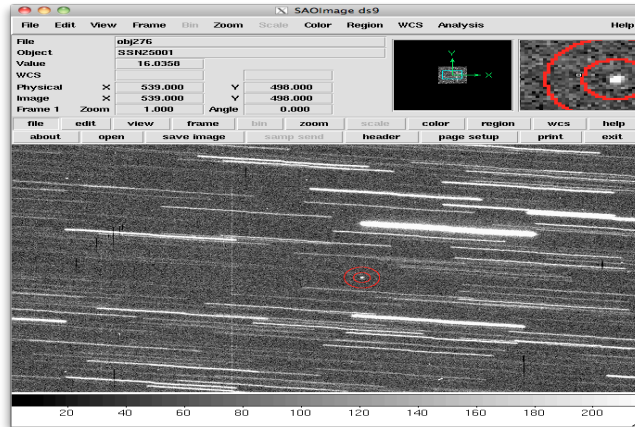 SAOImage ds9
File Edit View Frame Bin Zoom Scale Color Region WCS Analysis Help
File obj276
Object SSN25001
Value 16.0358
WCS
Physical X 539.000 Y 498.000
Image X 539.000 Y 498.000
Frame 1 Zoom 1.000 Angle 0.000
Y
X
file edit view frame bin zoom scale color region wcs help
about open save image samp send header page setup print exit
20 40 60 80 100 120 140 160 180 200